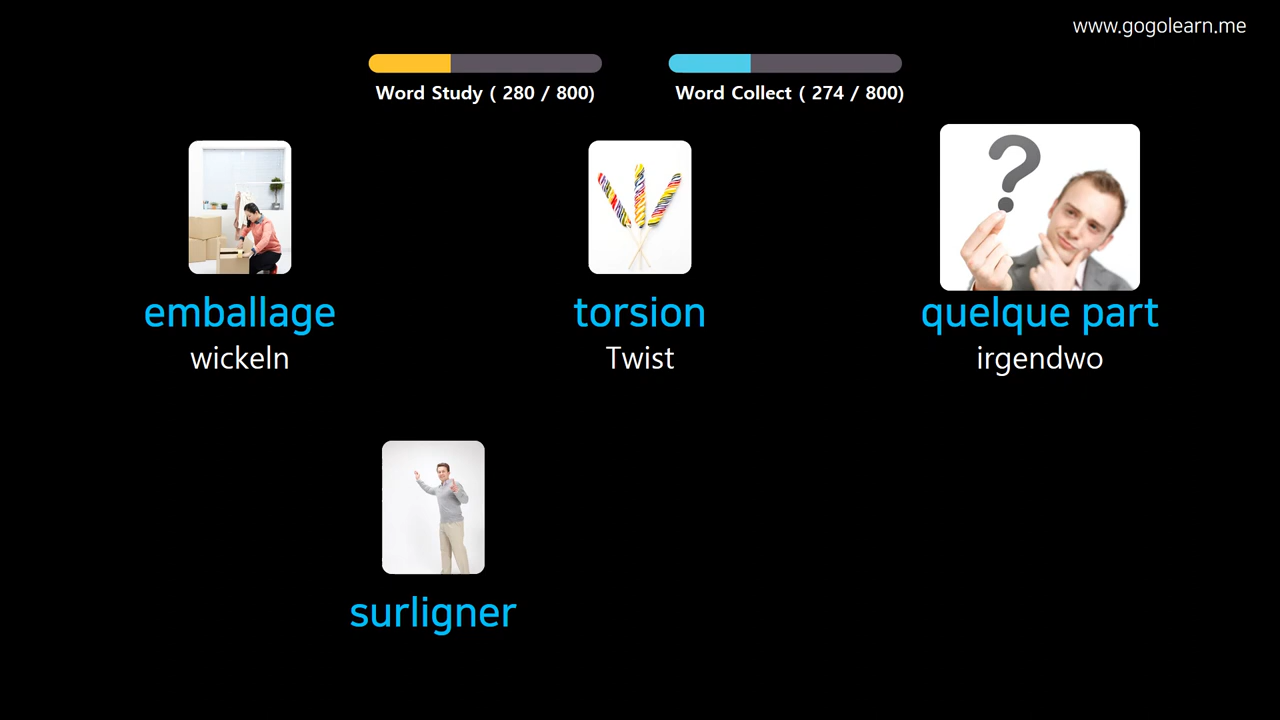 www.gogolearn.me
Word Study ( 280 / 800)
Word Collect ( 274 / 800)
emballage
wickeln
torsion
Twist
quelque part
irgendwo
surligner